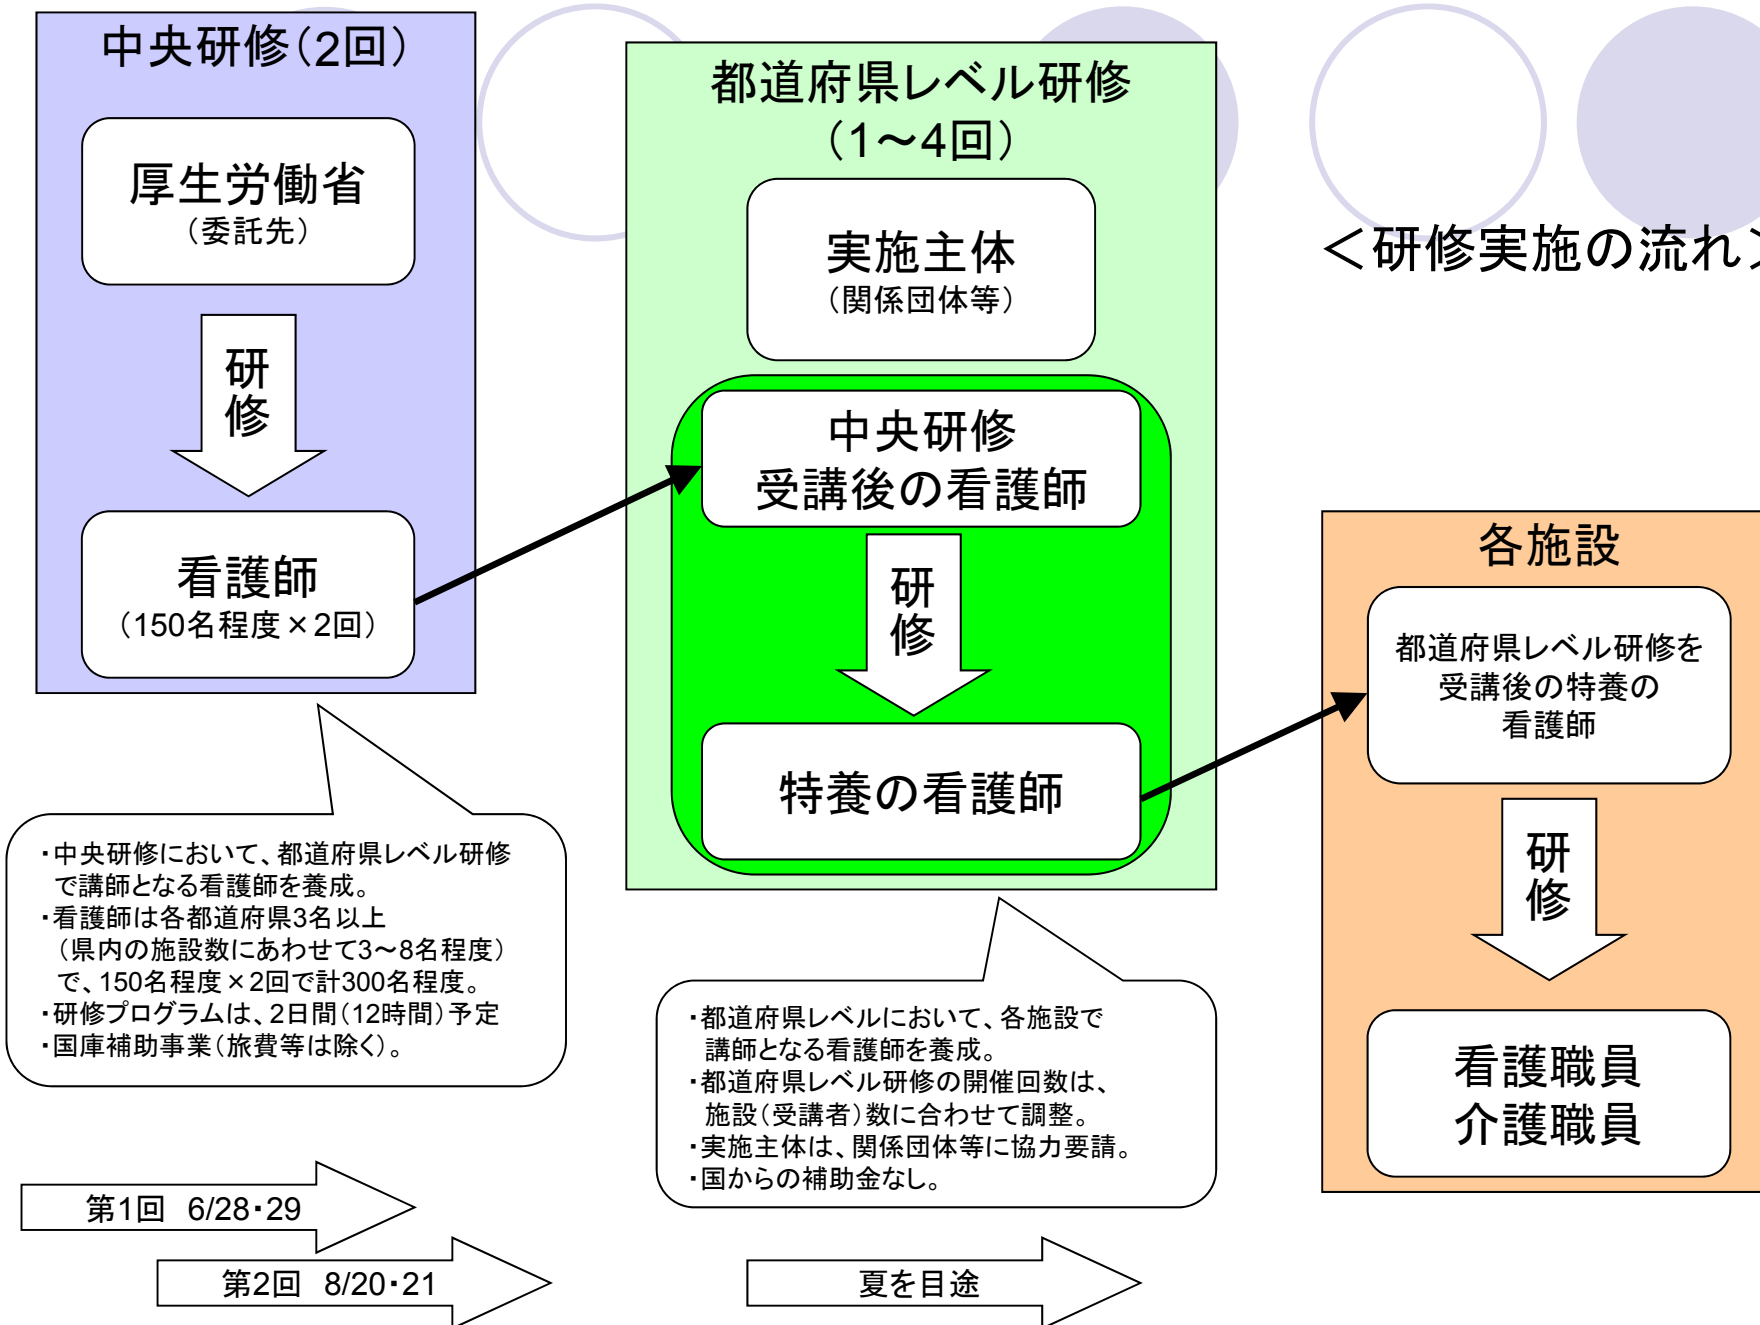 中央研修（2回）
厚生労働省
（委託先）
研
修
看護師
（150名程度×2回）
・中央研修において、都道府県レベル研修
で講師となる看護師を養成。
・看護師は各都道府県3名以上
（県内の施設数にあわせて3～8名程度）
で、150名程度×2回で計300名程度。
・研修プログラムは、2日間（12時間）予定
・国庫補助事業（旅費等は除く）。
第1回 6/28・29
第2回 8/20・21
都道府県レベル研修
（1～4回）
実施主体
（関係団体等）
中央研修
受講後の看護師
研
修
特養の看護師
・都道府県レベルにおいて、各施設で
講師となる看護師を養成。
・都道府県レベル研修の開催回数は、
施設（受講者）数に合わせて調整。
・実施主体は、関係団体等に協力要請。
・国からの補助金なし。
夏を目途
＜研修実施の流れ＞
各施設
都道府県レベル研修を
受講後の特養の
看護師
研
修
看護職員
介護職員